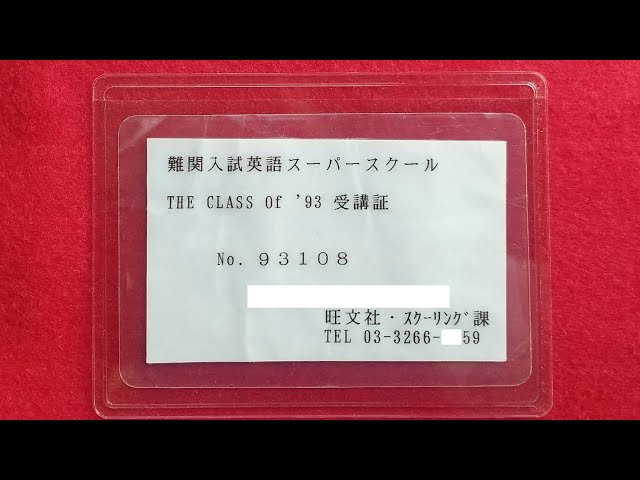 難関入試英語スーパースクール
THE CLASS Of '93 受講証
No. 93108
旺文社・ｽｸｰﾘﾝｸﾞ課
TEL 03-3266- 59